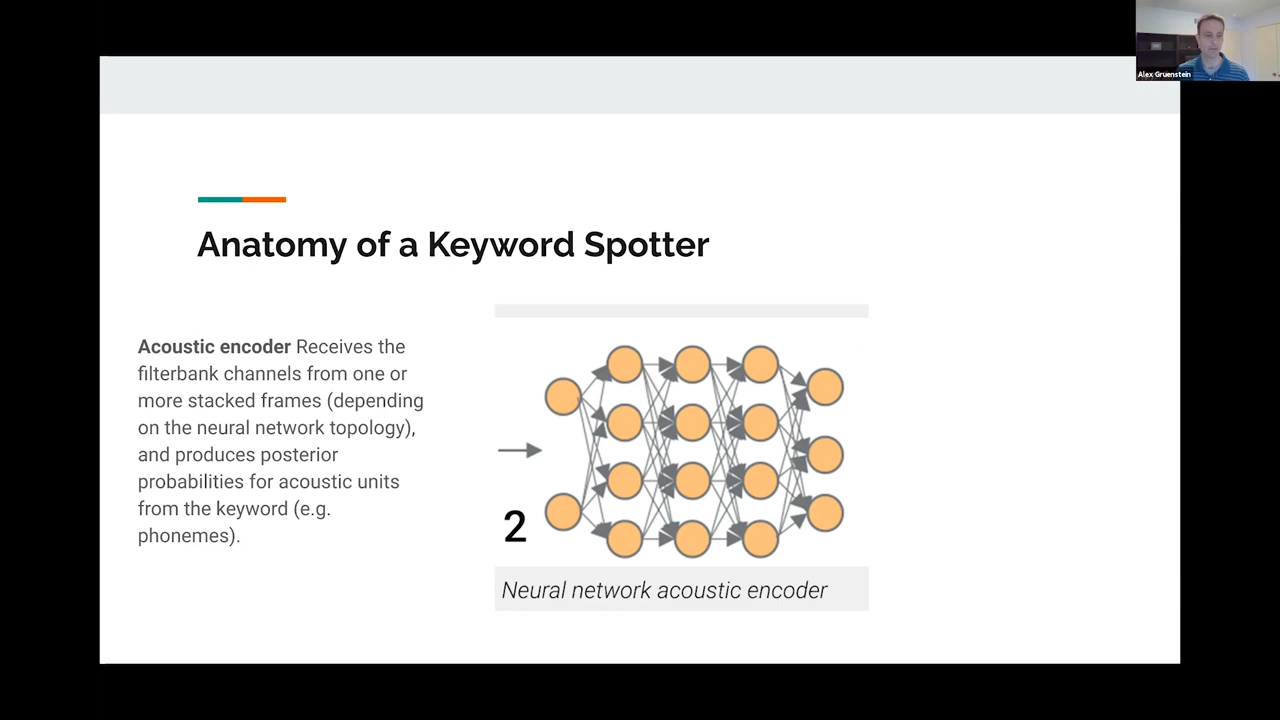 Alex Gruenstein
Anatomy of a Keyword Spotter
Acoustic encoder Receives the
filterbank channels from one or
more stacked frames (depending
on the neural network topology),
and produces posterior
probabilities for acoustic units
from the keyword (e.g.
phonemes).
2
Neural network acoustic encoder